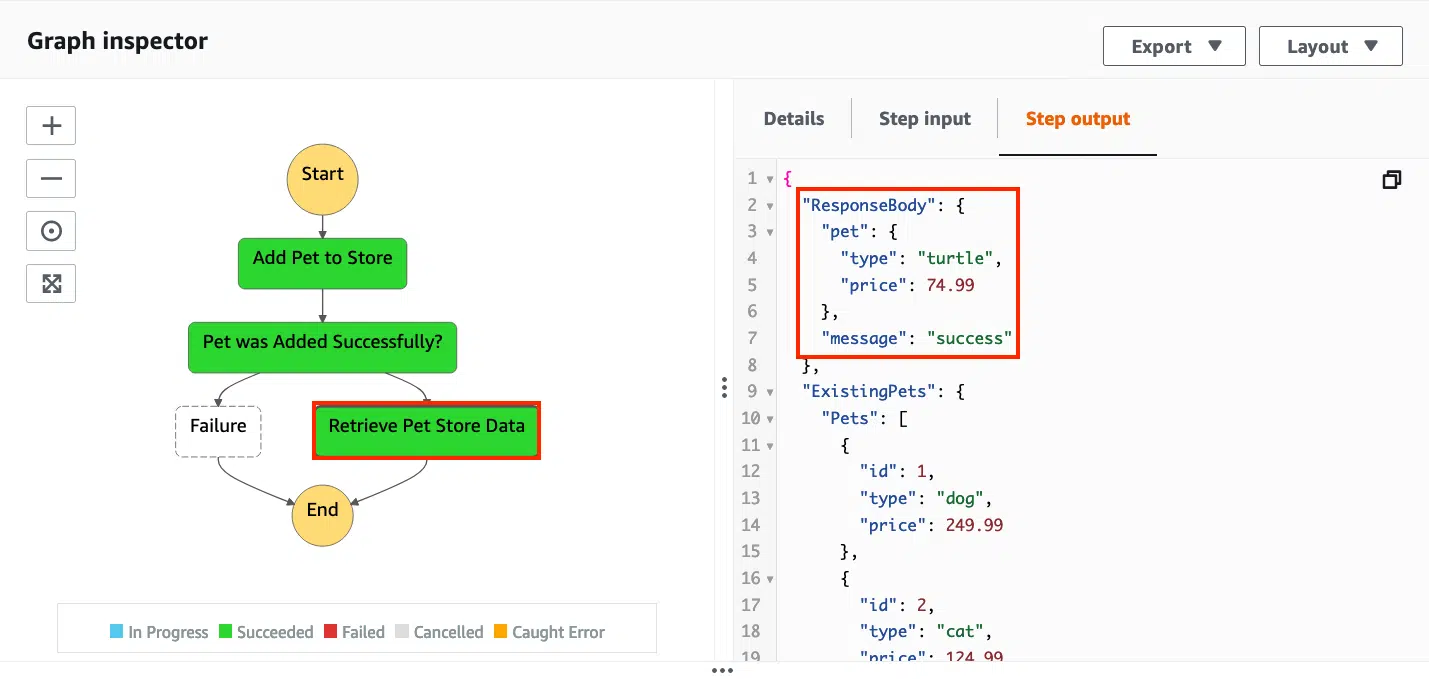 Graph inspector
Export ▼
Layout ▼
Start
Add Pet to Store
Pet was Added Successfully?
Failure
Retrieve Pet Store Data
End
In Progress
Succeeded
Failed
Cancelled
Caught Error
Details
Step input
Step output
1 {
2 "ResponseBody": {
3 "pet": {
4 "type": "turtle",
5 "price": 74.99
6 },
7 "message": "success"
8 },
9 "ExistingPets": {
10 "Pets": [
11 {
12 "id": 1,
13 "type": "dog",
14 "price": 249.99
15 },
16 {
17 "id": 2,
18 "type": "cat",
19 "price": 124.99